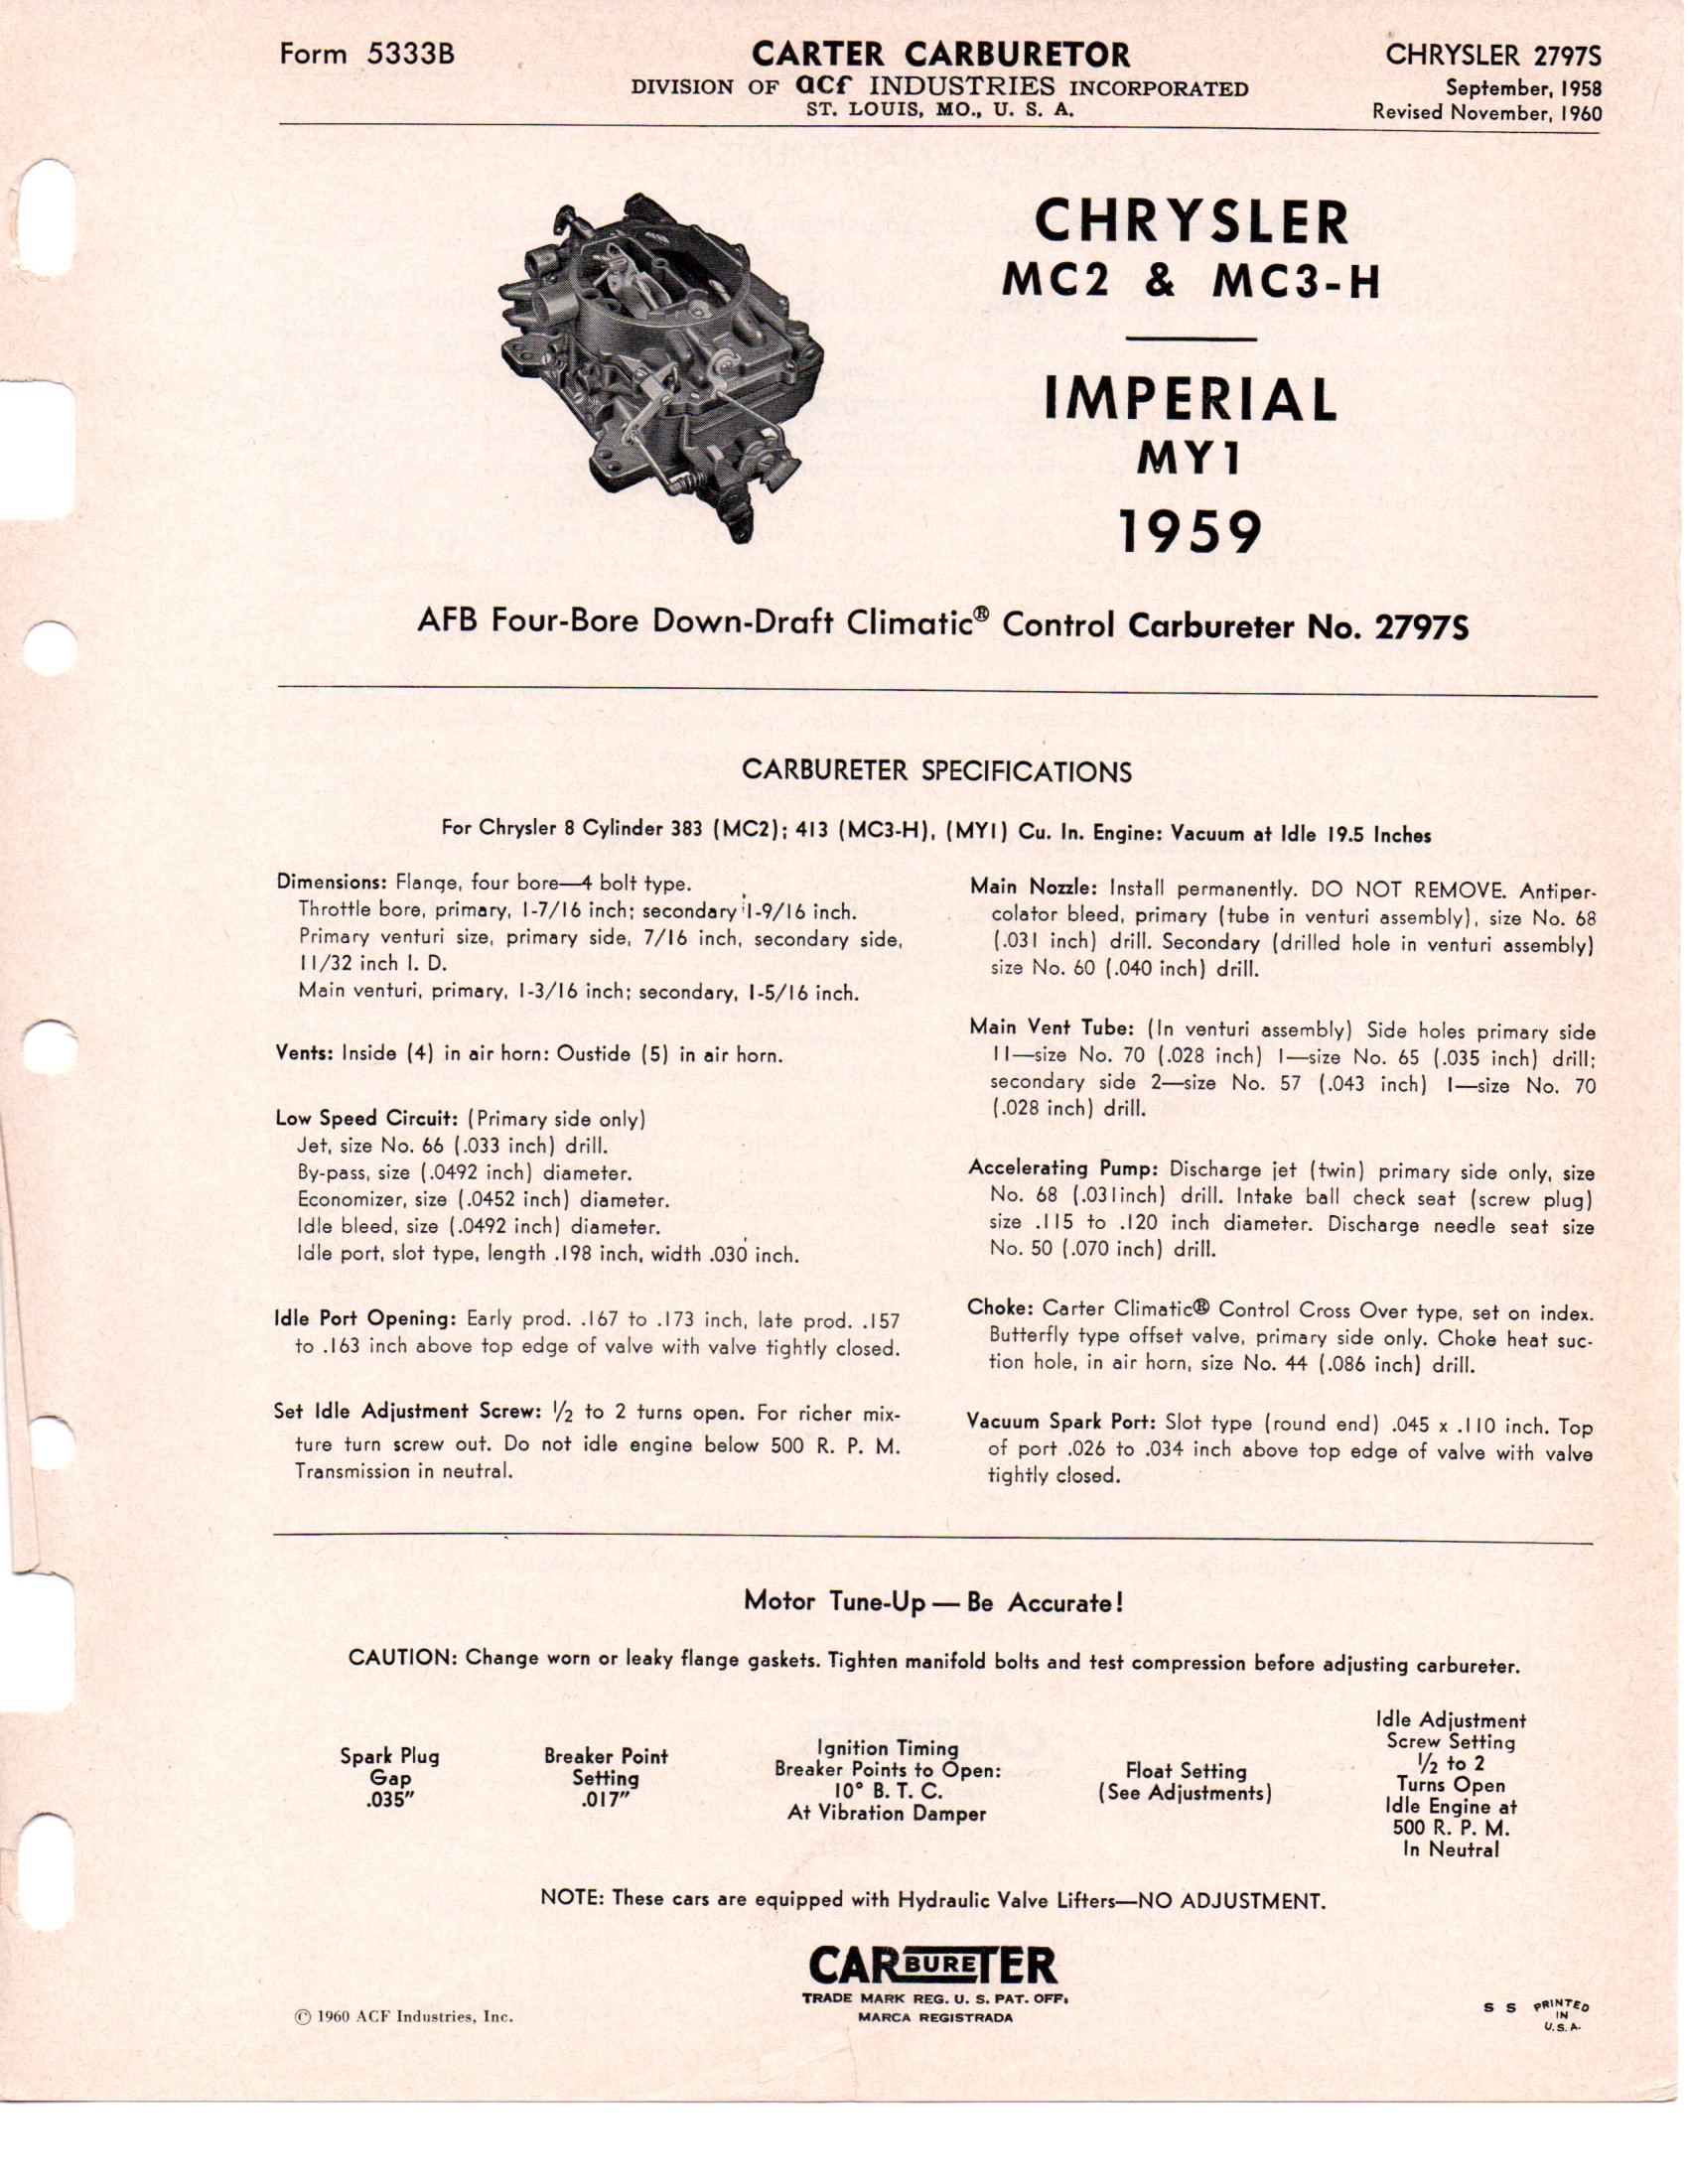 Form 5333B
CARTER CARBURETOR
DIVISION OF acf INDUSTRIES INCORPORATED
ST. LOUIS, MO., U. S. A.
CHRYSLER 2797S
September, 1958
Revised November, 1960
CHRYSLER
MC2 & MC3-H
IMPERIAL
MY1
1959
AFB Four-Bore Down-Draft Climatic® Control Carbureter No. 2797S
CARBURETER SPECIFICATIONS
For Chrysler 8 Cylinder 383 (MC2); 413 (MC3-H), (MY1) Cu. In. Engine: Vacuum at Idle 19.5 Inches
Dimensions: Flange, four bore—4 bolt type.
Throttle bore, primary, 1-7/16 inch; secondary 1-9/16 inch.
Primary venturi size, primary side, 7/16 inch, secondary side,
11/32 inch I. D.
Main venturi, primary, 1-3/16 inch; secondary, 1-5/16 inch.
Vents: Inside (4) in air horn: Oustide (5) in air horn.
Low Speed Circuit: (Primary side only)
Jet, size No. 66 (.033 inch) drill.
By-pass, size (.0492 inch) diameter.
Economizer, size (.0452 inch) diameter.
Idle bleed, size (.0492 inch) diameter.
Idle port, slot type, length .198 inch, width .030 inch.
Idle Port Opening: Early prod. .167 to .173 inch, late prod. .157
to .163 inch above top edge of valve with valve tightly closed.
Set Idle Adjustment Screw: ½ to 2 turns open. For richer mix-
ture turn screw out. Do not idle engine below 500 R. P. M.
Transmission in neutral.
Main Nozzle: Install permanently. DO NOT REMOVE. Antiper-
colator bleed, primary (tube in venturi assembly), size No. 68
(.031 inch) drill. Secondary (drilled hole in venturi assembly)
size No. 60 (.040 inch) drill.
Main Vent Tube: (In venturi assembly) Side holes primary side
11—size No. 70 (.028 inch) 1—size No. 65 (.035 inch) drill;
secondary side 2—size No. 57 (.043 inch) 1—size No. 70
(.028 inch) drill.
Accelerating Pump: Discharge jet (twin) primary side only, size
No. 68 (.031inch) drill. Intake ball check seat (screw plug)
size .115 to .120 inch diameter. Discharge needle seat size
No. 50 (.070 inch) drill.
Choke: Carter Climatic® Control Cross Over type, set on index.
Butterfly type offset valve, primary side only. Choke heat suc-
tion hole, in air horn, size No. 44 (.086 inch) drill.
Vacuum Spark Port: Slot type (round end) .045 x .110 inch. Top
of port .026 to .034 inch above top edge of valve with valve
tightly closed.
Motor Tune-Up — Be Accurate!
CAUTION: Change worn or leaky flange gaskets. Tighten manifold bolts and test compression before adjusting carbureter.
Spark Plug
Gap
.035"
Breaker Point
Setting
.017"
Ignition Timing
Breaker Points to Open:
10° B. T. C.
At Vibration Damper
Float Setting
(See Adjustments)
Idle Adjustment
Screw Setting
½ to 2
Turns Open
Idle Engine at
500 R. P. M.
In Neutral
NOTE: These cars are equipped with Hydraulic Valve Lifters—NO ADJUSTMENT.
CARBURETER
TRADE MARK REG. U. S. PAT. OFF.
MARCA REGISTRADA
© 1960 ACF Industries, Inc.
S S
PRINTED
IN
U.S.A.